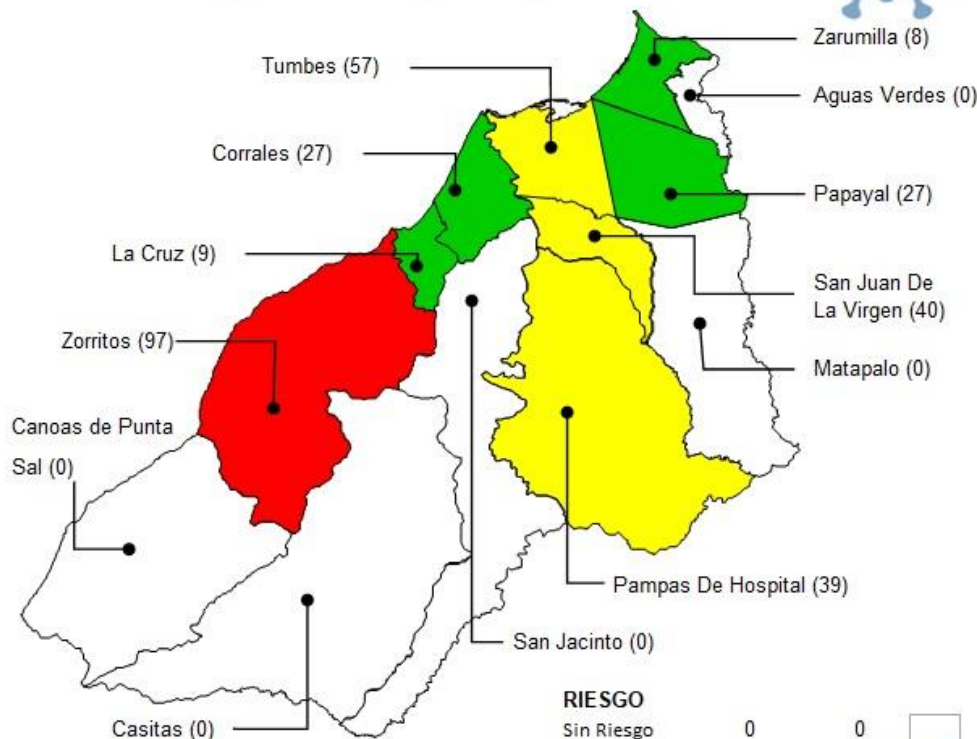 Zarumilla (8)
Tumbes (57)
Aguas Verdes (0)
Corrales (27)
Papayal (27)
La Cruz (9)
San Juan De
La Virgen (40)
Zorritos (97)
Matapalo (0)
Canoas de Punta
Sal (0)
Pampas De Hospital (39)
San Jacinto (0)
Casitas (0)
RIESGO
Sin Riesgo 0 0